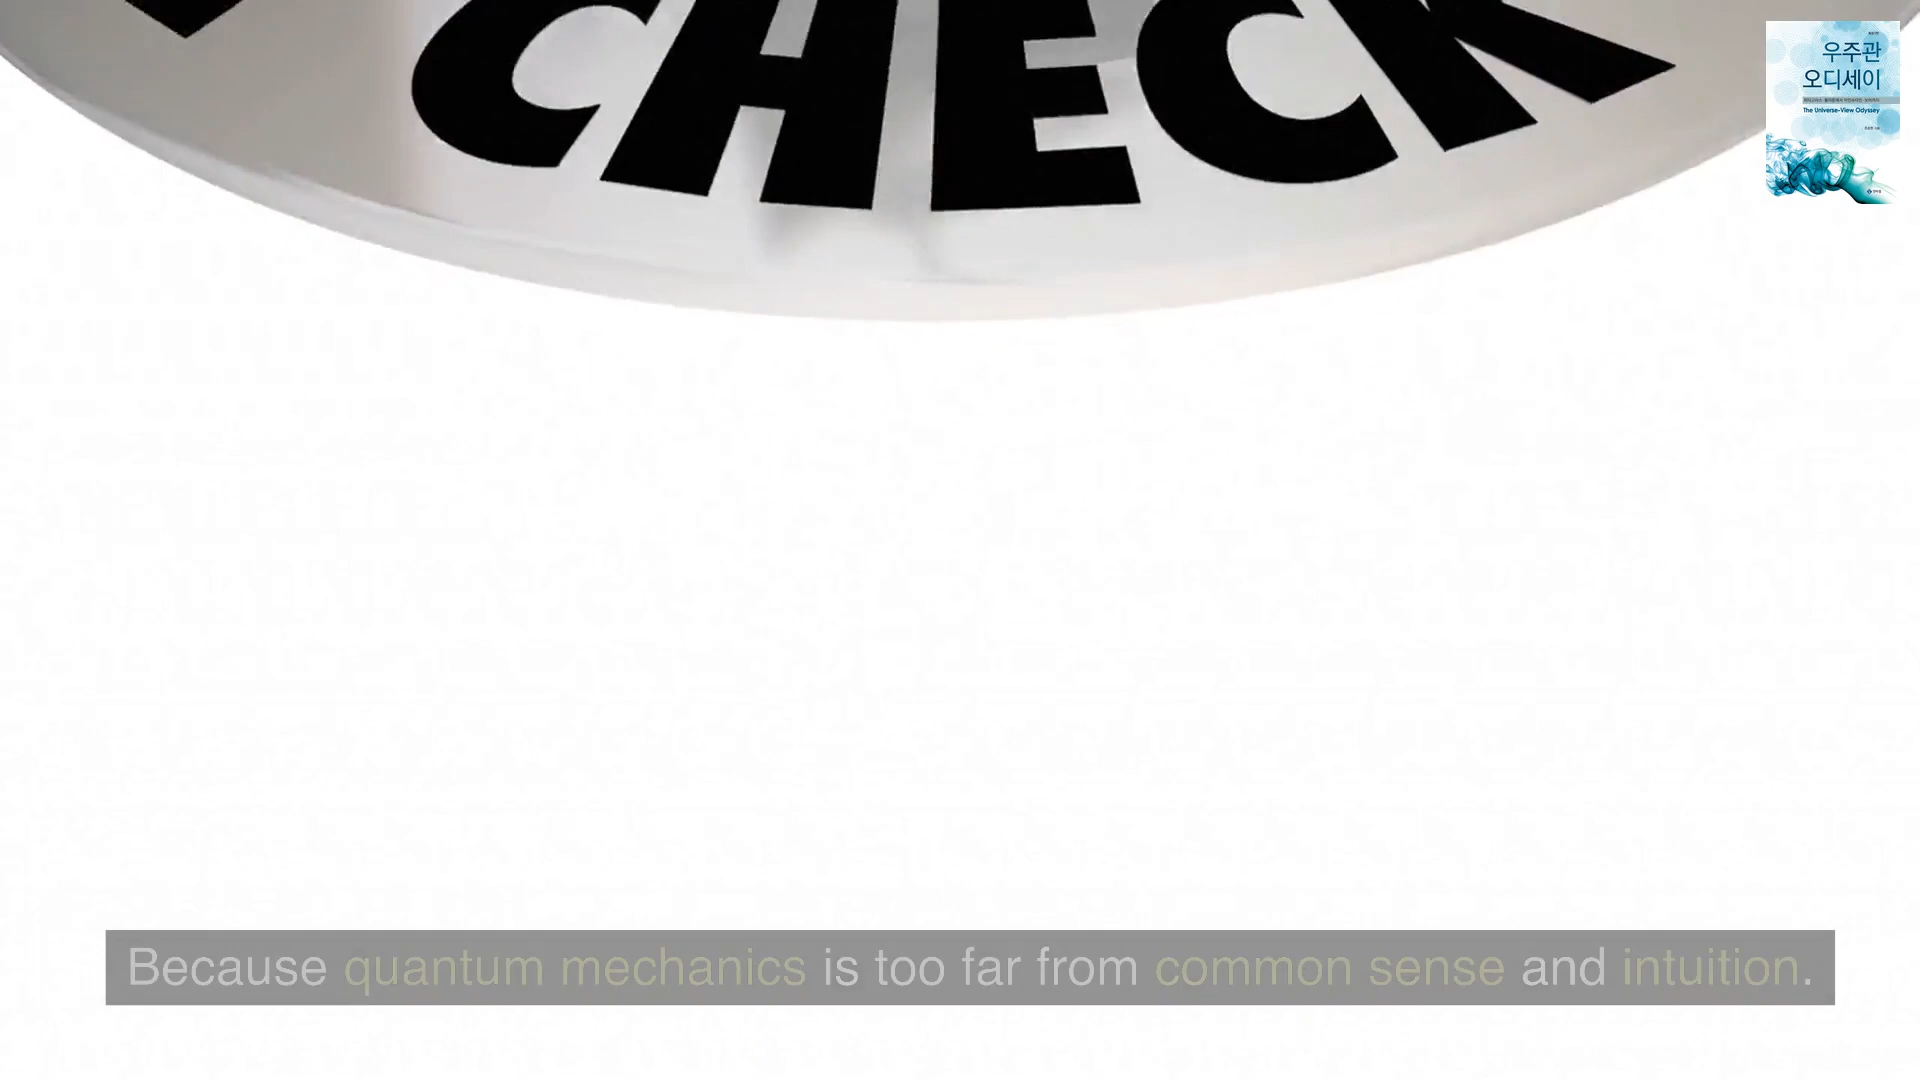 CHECK
우주관
오디세이
The Universe-View Odyssey
Because quantum mechanics is too far from common sense and intuition.